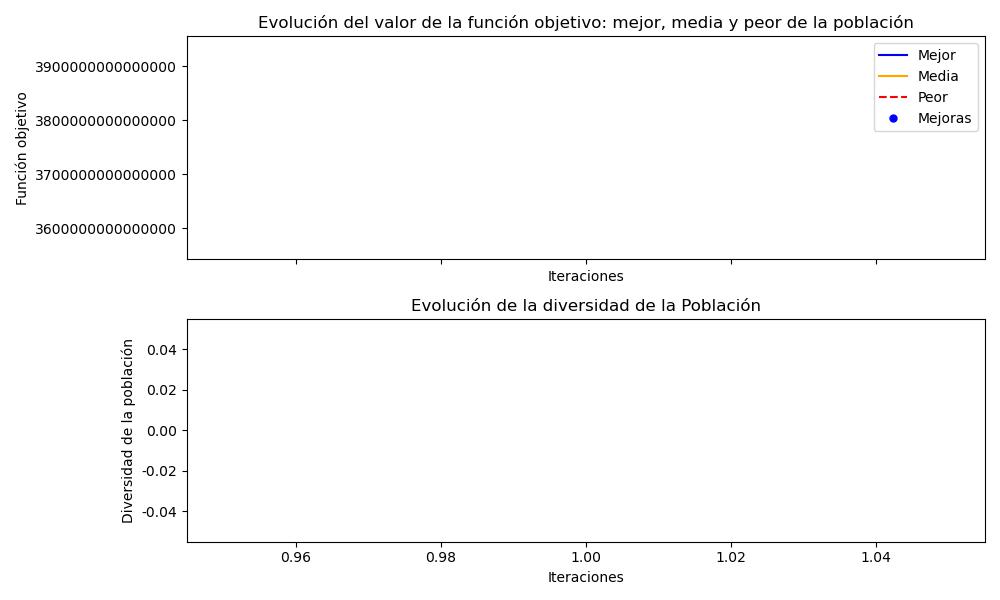 Evolución del valor de la función objetivo: mejor, media y peor de la población
Función objetivo
3900000000000000
3800000000000000
3700000000000000
3600000000000000
Mejor
Media
Peor
Mejoras
Iteraciones
Evolución de la diversidad de la Población
Diversidad de la población
0.04
0.02
0.00
-0.02
-0.04
0.96 0.98 1.00 1.02 1.04
Iteraciones